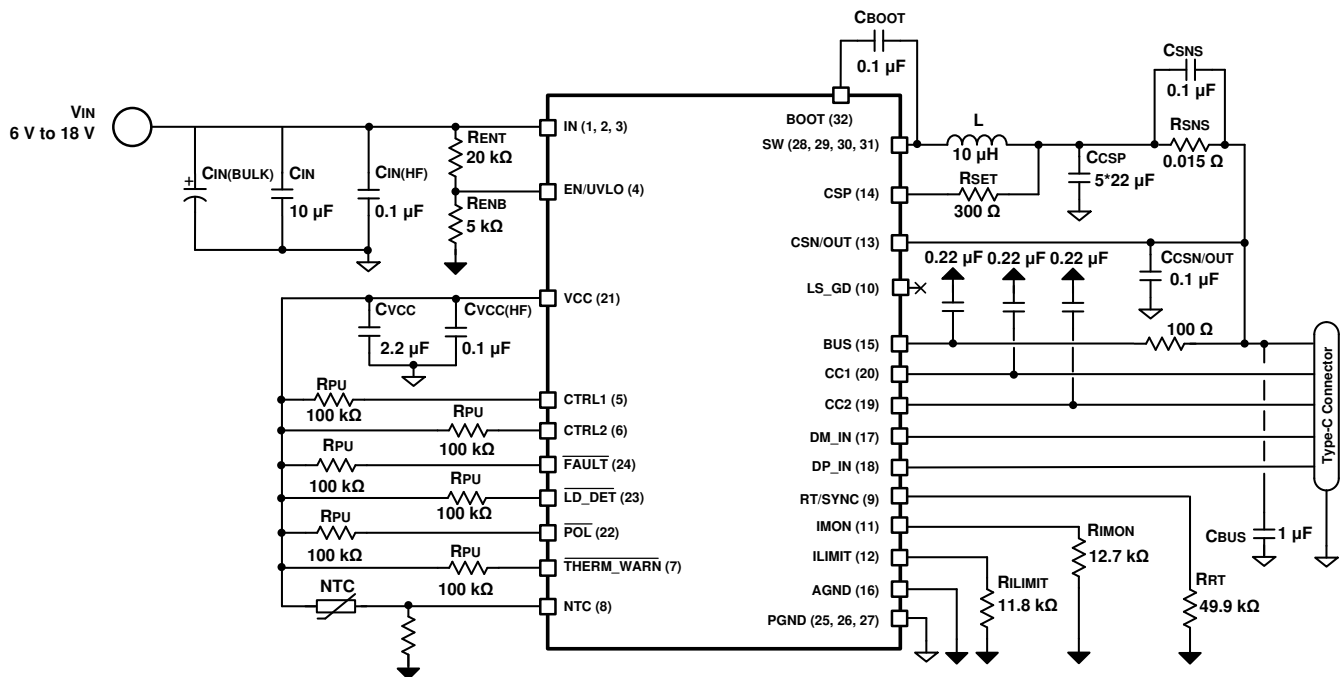 CBOOT
0.1 µF
CSNS
0.1 µF
RSNS
0.015 Ω
VIN
6 V to 18 V
CIN(BULK)
CIN
10 µF
CIN(HF)
0.1 µF
RENT
20 kΩ
RENB
5 kΩ
IN (1, 2, 3)
EN/UVLO (4)
BOOT (32)
SW (28, 29, 30, 31)
L
10 µH
CCSP
5*22 µF
CSP (14)
RSET
300 Ω
CSN/OUT (13)
0.22 µF
0.22 µF
0.22 µF
CCSN/OUT
0.1 µF
LS_GD (10)
VCC (21)
CVCC
2.2 µF
CVCC(HF)
0.1 µF
BUS (15)
100 Ω
CC1 (20)
CC2 (19)
DM_IN (17)
DP_IN (18)
RT/SYNC (9)
IMON (11)
ILIMIT (12)
AGND (16)
PGND (25, 26, 27)
RPU
100 kΩ
CTRL1 (5)
RPU
100 kΩ
CTRL2 (6)
RPU
100 kΩ
FAULT (24)
RPU
100 kΩ
LD_DET (23)
RPU
100 kΩ
POL (22)
RPU
100 kΩ
THERM_WARN (7)
NTC
NTC (8)
RILIMIT
11.8 kΩ
RIMON
12.7 kΩ
RRT
49.9 kΩ
CBUS
1 µF
Type-C Connector